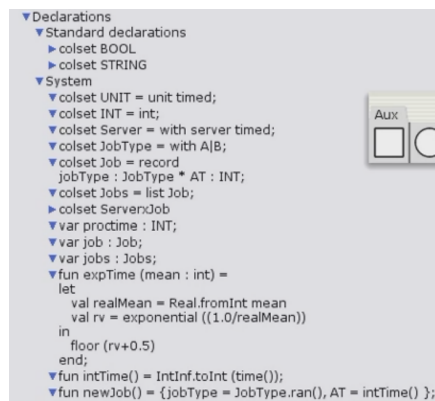 Declarations
Standard declarations
colset BOOL
colset STRING
System
colset UNIT = unit timed;
colset INT = int;
colset Server = with server timed;
colset JobType = with A|B;
colset Job = record
jobType : JobType * AT : INT;
colset Jobs = list Job;
colset ServerxJob
var proctime : INT;
var job : Job;
var jobs : Jobs;
fun expTime (mean : int) =
let
val realMean = Real.fromInt mean
val rv = exponential ((1.0/realMean))
in
floor (rv+0.5)
end;
fun intTime() = IntInf.toInt (time());
fun newJob() = {jobType = JobType.ran(), AT = intTime() };
Aux